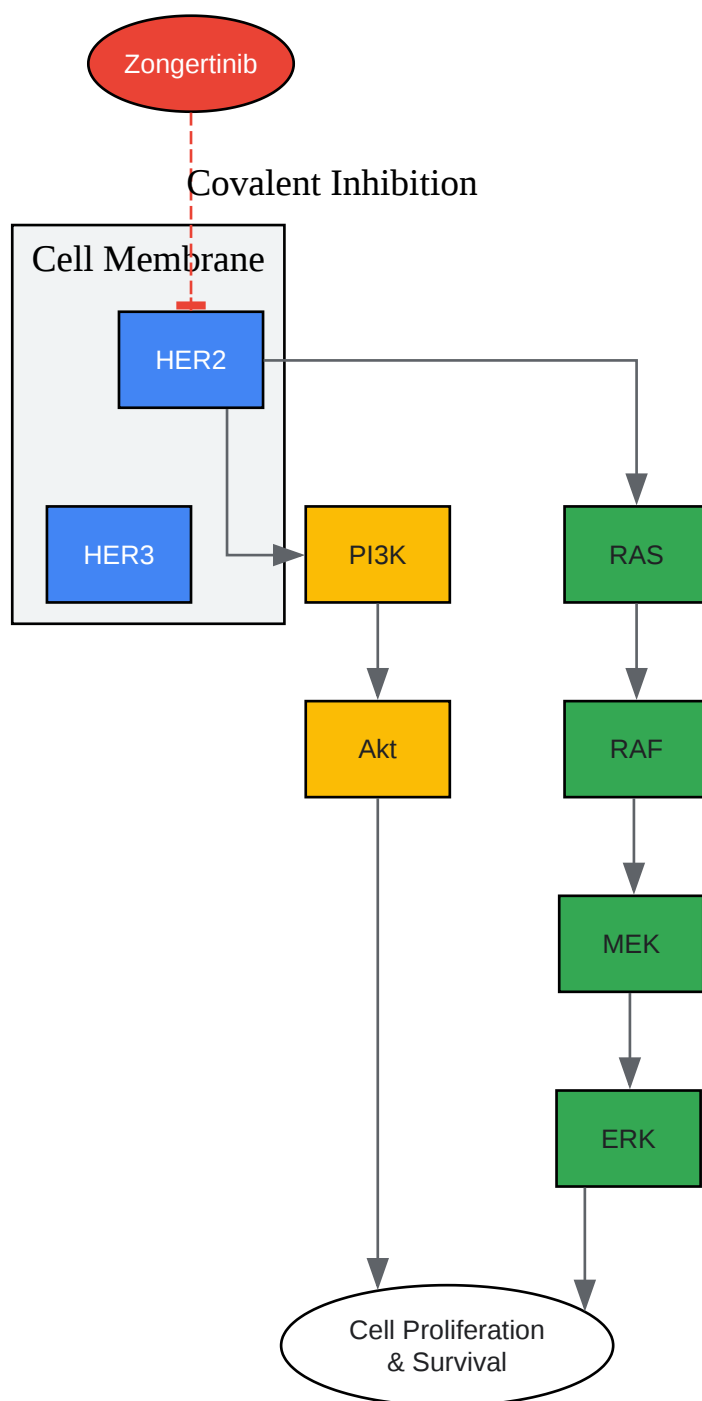 Zongertinib
Covalent Inhibition
Cell Membrane
HER2
HER3
PI3K
RAS
Akt
RAF
MEK
ERK
Cell Proliferation
& Survival